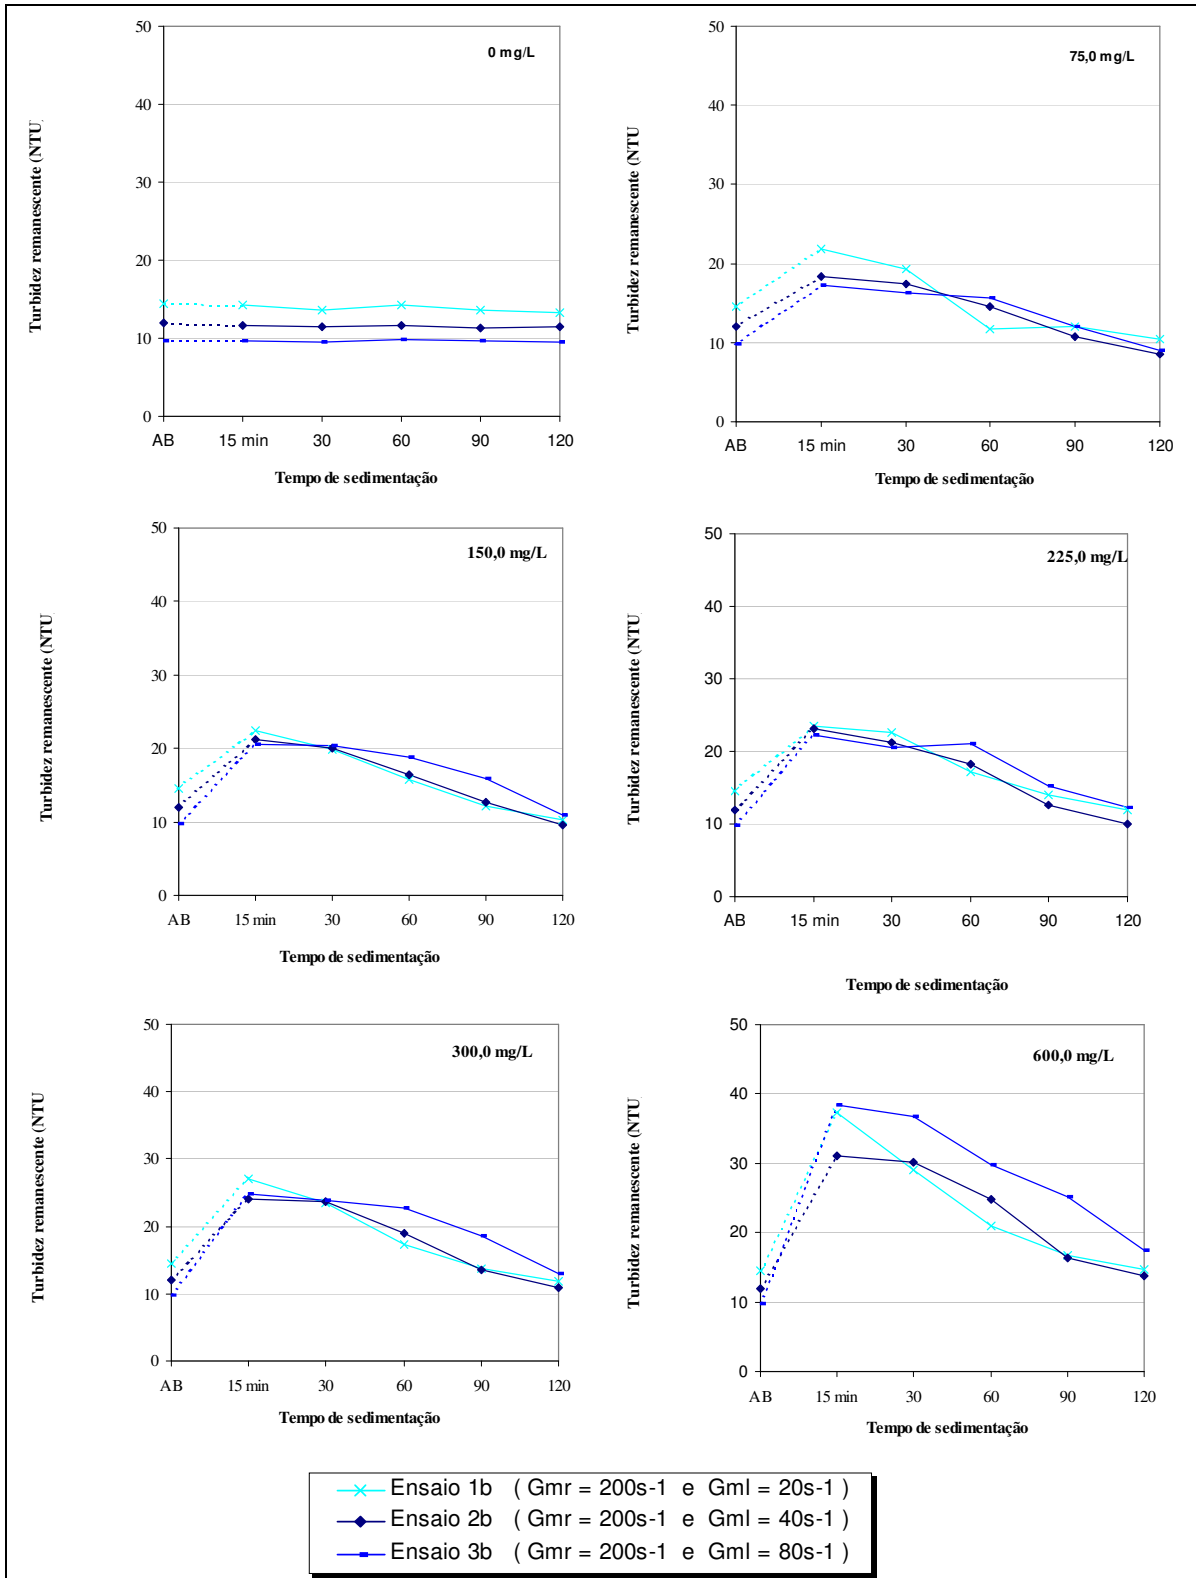 0 mg/L
Turbidez remanescente (NTU
50
40
30
20
10
0
AB 15 min 30 60 90 120
Tempo de sedimentação
75,0 mg/L
Turbidez remanescente (NTU
50
40
30
20
10
0
AB 15 min 30 60 90 120
Tempo de sedimentação
150,0 mg/L
Turbidez remanescente (NTU
50
40
30
20
10
0
AB 15 min 30 60 90 120
Tempo de sedimentação
225,0 mg/L
Turbidez remanescente (NTU
50
40
30
20
10
0
AB 15 min 30 60 90 120
Tempo de sedimentação
300,0 mg/L
Turbidez remanescente (NTU
50
40
30
20
10
0
AB 15 min 30 60 90 120
Tempo de sedimentação
600,0 mg/L
Turbidez remanescente (NTU
50
40
30
20
10
0
AB 15 min 30 60 90 120
Tempo de sedimentação
Ensaio 1b ( Gmr = 200s-1 e Gml = 20s-1 )
Ensaio 2b ( Gmr = 200s-1 e Gml = 40s-1 )
Ensaio 3b ( Gmr = 200s-1 e Gml = 80s-1 )